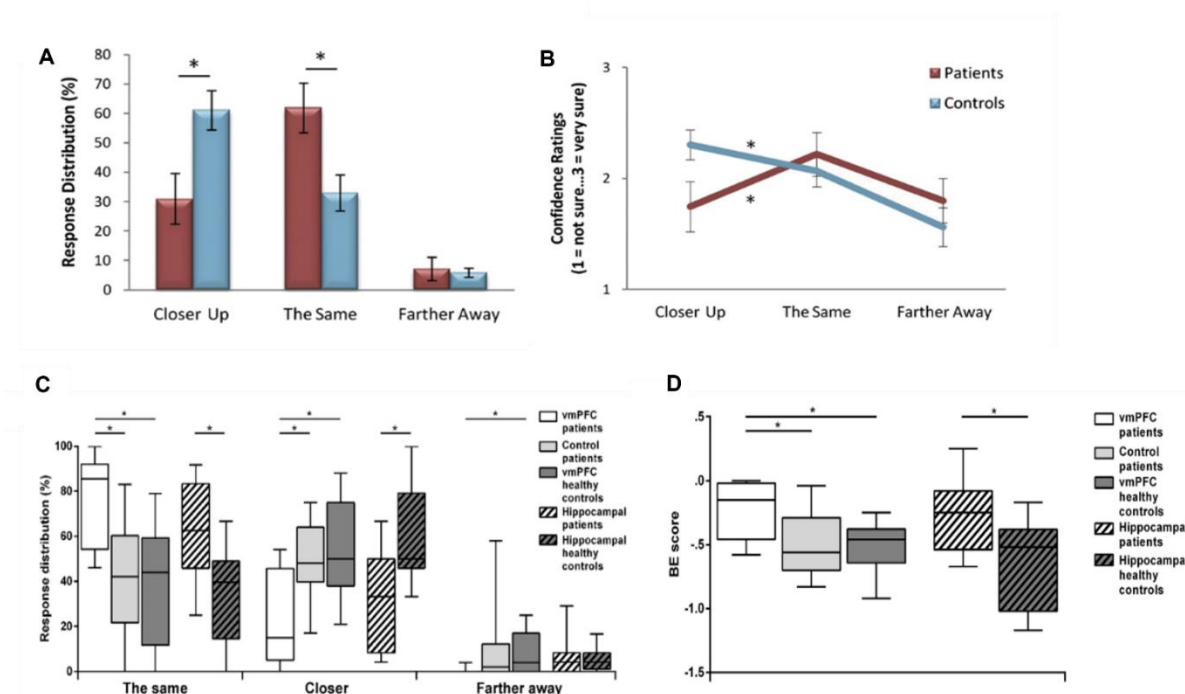 A
Response Distribution (%)
80
70
60
50
40
30
20
10
0
*
*
Closer Up
The Same
Farther Away
B
Confidence Ratings
(1 = not sure...3 = very sure)
3
2
1
*
*
Patients
Controls
Closer Up
The Same
Farther Away
C
Response distribution (%)
100
80
60
40
20
0
*
*
*
*
*
*
*
The same
Closer
Farther away
vmPFC
patients
Control
patients
vmPFC
healthy
controls
Hippocampal
patients
Hippocampal
healthy
controls
D
BE score
.5
.0
-.5
-1.0
-1.5
*
*
*
vmPFC
patients
Control
patients
vmPFC
healthy
controls
Hippocampal
patients
Hippocampal
healthy
controls